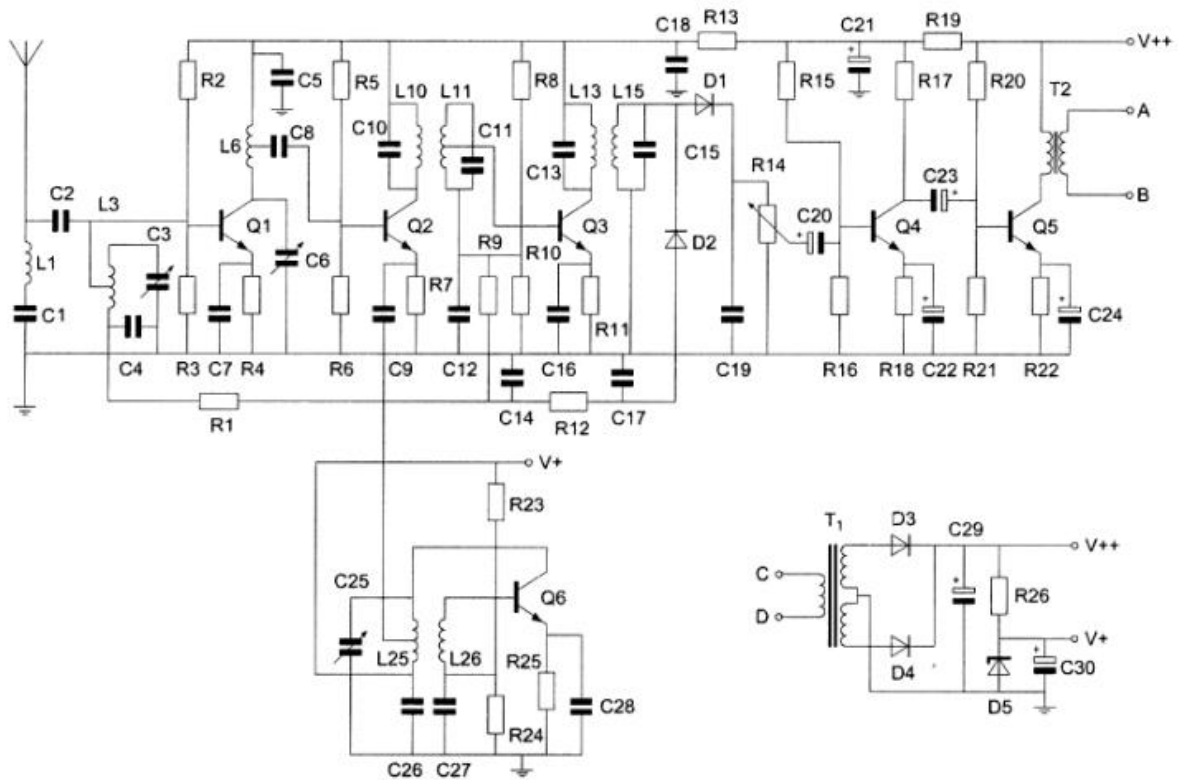 C18 R13 C21 R19
V++
R2 C5 R5 L10 L11 R8 L13 L15 D1 R15 R17 R20 T2
C8 C10 C11
A
L6 C13 C15 R14
C2 C23
L3 B
C3 Q1 Q2 Q3 C20 Q4 Q5
R9 D2
L1 C6 R10
R7
C1 R11 C24
C4 R3 C7 R4 R6 C9 C12 C16 C19 R16 R18 C22 R21 R22
R1 C14 R12 C17
V+
R23
T1 D3 C29
V++
C25 C
Q6 R26
D
V+
L25 L26 R25
D4 C30
C28 D5
R24
C26 C27